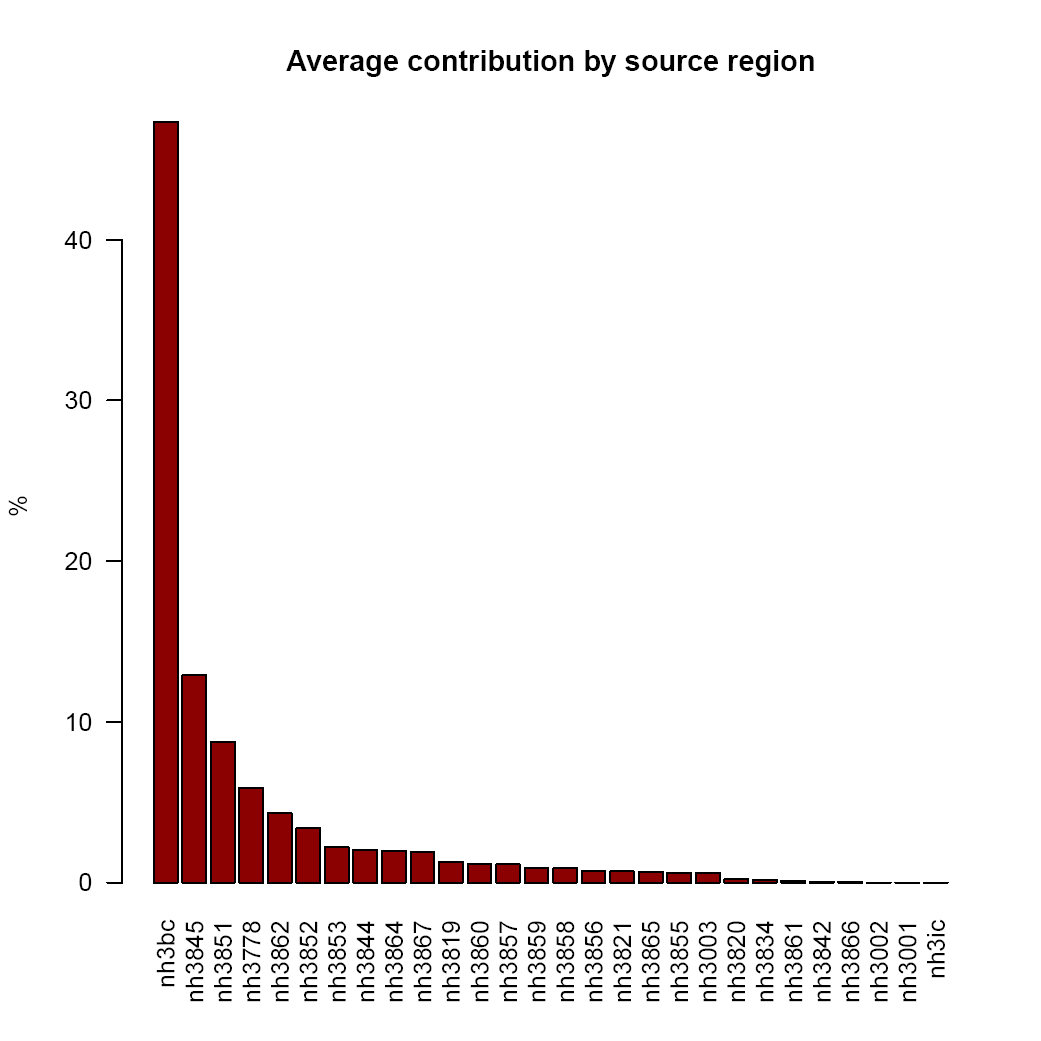 Average contribution by source region
40
30
20
10
0
%
nh3bc
nh3845
nh3851
nh3778
nh3862
nh3852
nh3853
nh3844
nh3864
nh3867
nh3819
nh3860
nh3857
nh3859
nh3858
nh3856
nh3821
nh3865
nh3855
nh3003
nh3820
nh3834
nh3861
nh3842
nh3866
nh3002
nh3001
nh3ic